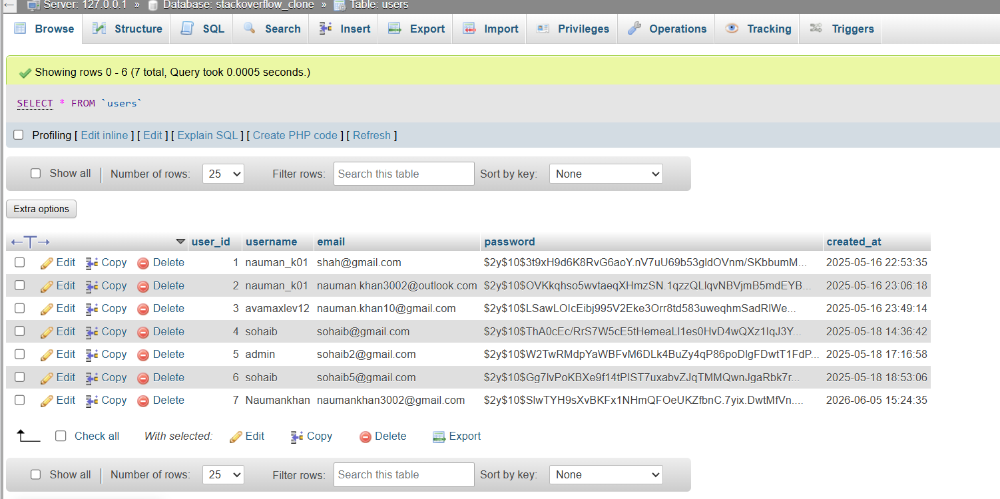 Server: 127.0.0.1 » Database: stackoverflow_clone » Table: users
Browse Structure SQL Search Insert Export Import Privileges Operations Tracking Triggers
Showing rows 0 - 6 (7 total, Query took 0.0005 seconds.)
SELECT * FROM `users`
Profiling [ Edit inline ] [ Edit ] [ Explain SQL ] [ Create PHP code ] [ Refresh ]
Show all Number of rows: 25 Filter rows: Search this table Sort by key: None
Extra options
user_id username email password created_at
Edit Copy Delete 1 nauman_k01 shah@gmail.com $2y$10$3t9xH9d6K8RvG6aoY.nV7uU69b53gldOVnm/SKbbumM... 2025-05-16 22:53:35
Edit Copy Delete 2 nauman_k01 nauman.khan3002@outlook.com $2y$10$OVKkqhso5wvtaeqXHmzSN.1qzzQLlqvNBVjmB5mdEYB... 2025-05-16 23:06:18
Edit Copy Delete 3 avamaxlev12 nauman.khan10@gmail.com $2y$10$LSawLOIcEibj995V2Eke3Orr8td583uweqhmSadRlWe... 2025-05-16 23:49:14
Edit Copy Delete 4 sohaib sohaib@gmail.com $2y$10$ThA0cEc/RrS7W5cE5tHemeaLl1es0HvD4wQXz1lqJ3Y... 2025-05-18 14:36:42
Edit Copy Delete 5 admin sohaib2@gmail.com $2y$10$W2TwRMdpYaWBFvM6DLk4BuZy4qP86poDlgFDwtT1FdP... 2025-05-18 17:16:58
Edit Copy Delete 6 sohaib sohaib5@gmail.com $2y$10$Gg7lvPoKBXe9f14tPlST7uxabvZJqTMMQwnJgaRbk7r... 2025-05-18 18:53:06
Edit Copy Delete 7 Naumankhan naumankhan3002@gmail.com $2y$10$SlwTYH9sXvBKFx1NHmQFOeUKZfbnC.7yix.DwtMfVn.... 2026-06-05 15:24:35
Check all With selected: Edit Copy Delete Export
Show all Number of rows: 25 Filter rows: Search this table Sort by key: None